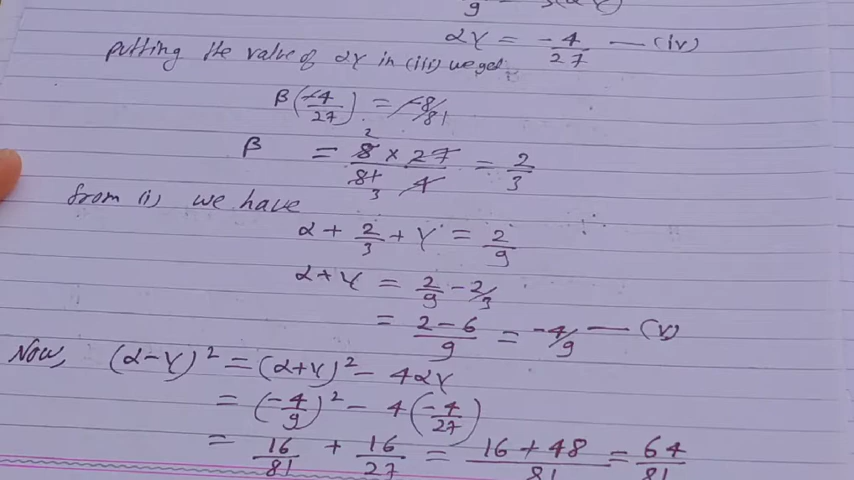 αγ = -4/27 — (iv)
putting the value of αγ in (iii) we get,
β(-4/27) = -8/81
β = 8 × 27 / 81 4 = 2/3
2
3
from (i) we have
α + 2/3 + γ = 2/9
α + γ = 2/9 - 2/3
= 2-6/9 = -4/9 — (v)
Now, (α-γ)² = (α+γ)² - 4αγ
= (-4/9)² - 4(-4/27)
= 16/81 + 16/27 = 16+48/81 = 64/81